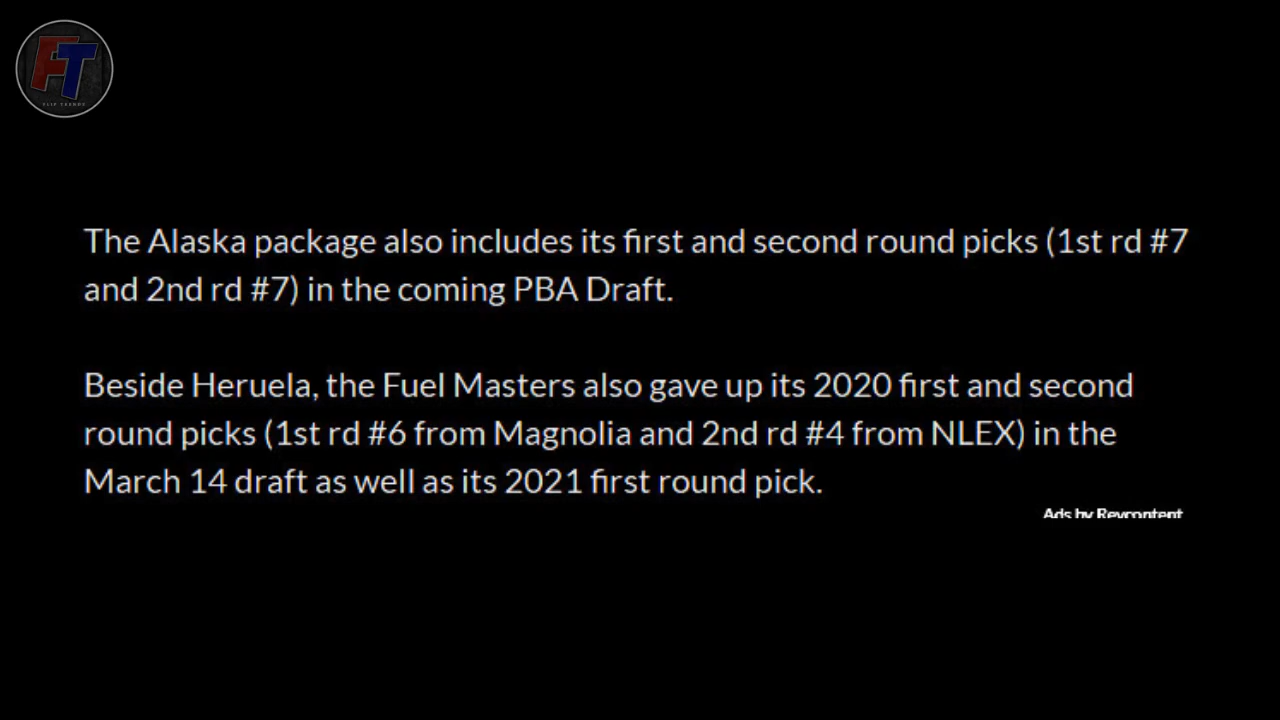 FT
FLIP TRENDZ
The Alaska package also includes its first and second round picks (1st rd #7
and 2nd rd #7) in the coming PBA Draft.
Beside Heruela, the Fuel Masters also gave up its 2020 first and second
round picks (1st rd #6 from Magnolia and 2nd rd #4 from NLEX) in the
March 14 draft as well as its 2021 first round pick.
Ads by Revcontent